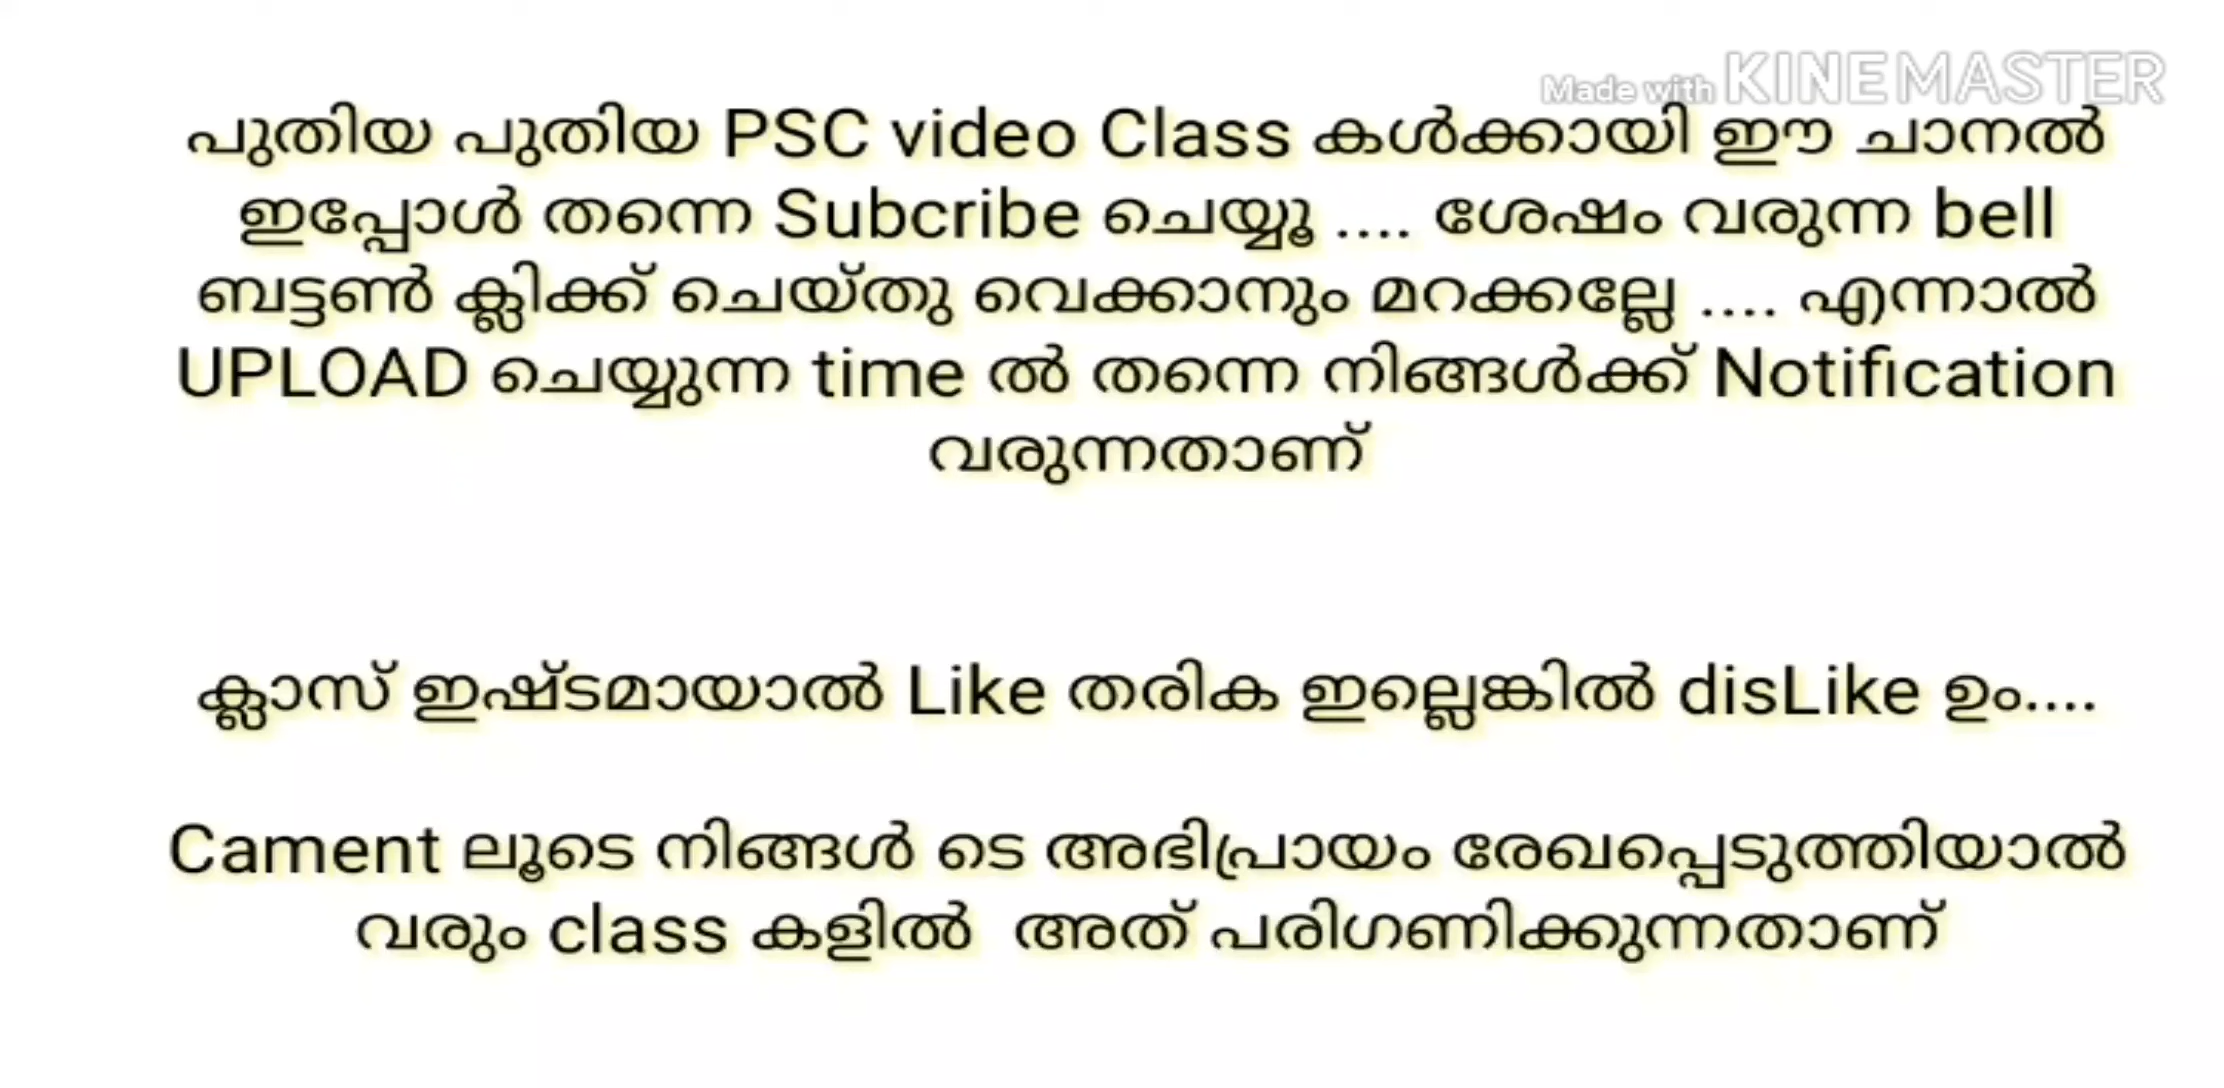 Made with KINEMASTER
പുതിയ പുതിയ PSC video Class കൾക്കായി ഈ ചാനൽ
ഇപ്പോൾ തന്നെ Subcribe ചെയ്യൂ .... ശേഷം വരുന്ന bell
ബട്ടൺ ക്ലിക്ക് ചെയ്തു വെക്കാനും മറക്കല്ലേ .... എന്നാൽ
UPLOAD ചെയ്യുന്ന time ൽ തന്നെ നിങ്ങൾക്ക് Notification
വരുന്നതാണ്
ക്ലാസ് ഇഷ്ടമായാൽ Like തരിക ഇല്ലെങ്കിൽ disLike ഉം....
Cament ലൂടെ നിങ്ങൾ ടെ അഭിപ്രായം രേഖപ്പെടുത്തിയാൽ
വരും class കളിൽ അത് പരിഗണിക്കുന്നതാണ്